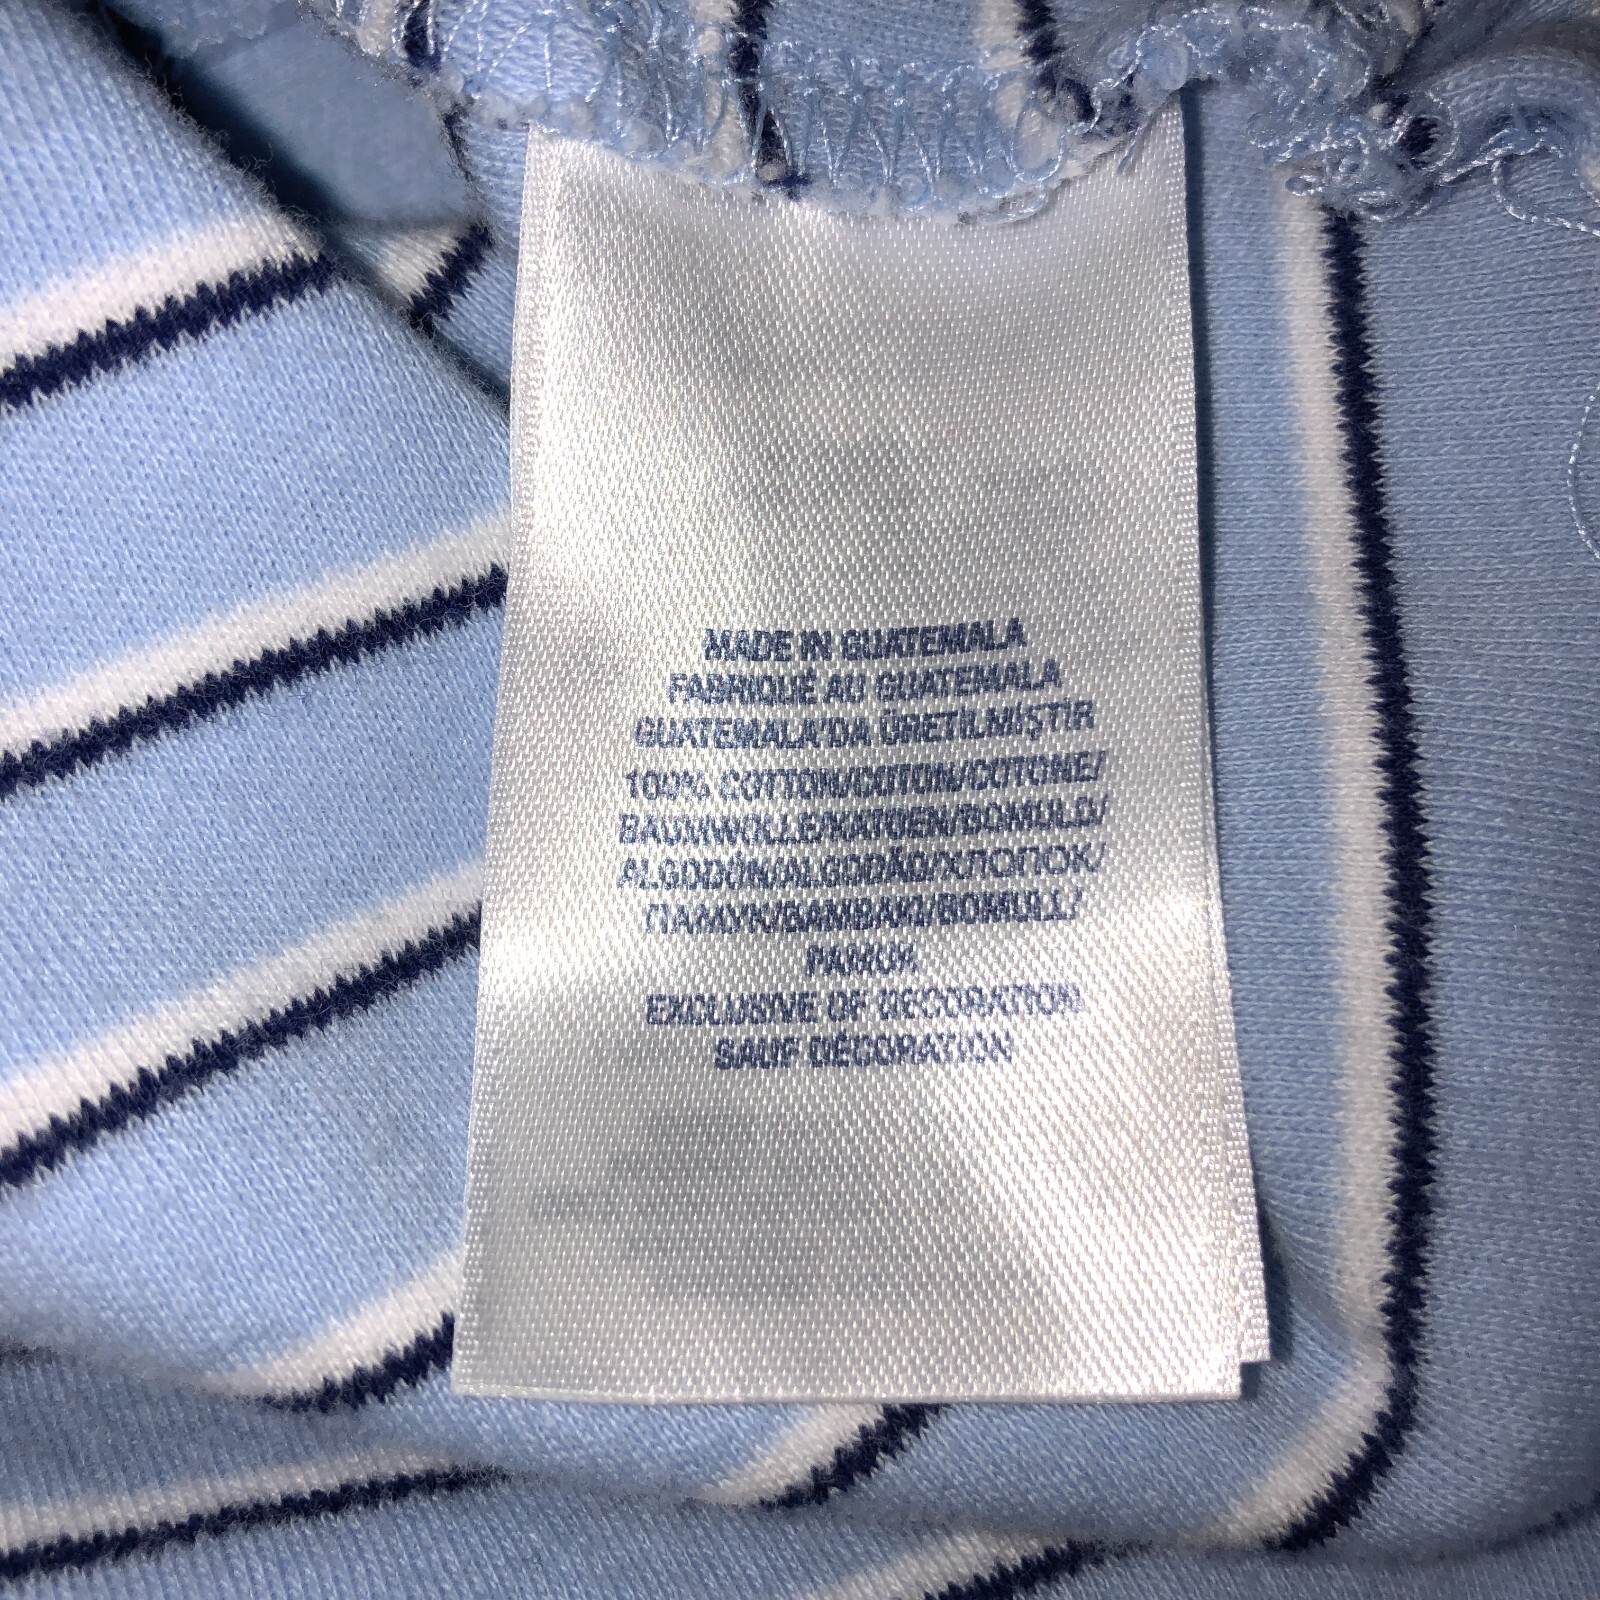 MADE IN GUATEMALA
FABRIQUÉ AU GUATEMALA
GUATEMALA'DA ÜRETİLMİŞTİR
100% COTTON/COTON/COTONE/
BAUMWOLLE/KATOEN/BOMULD/
ALGODÓN/ALGODÃO/ХЛОПОК/
ПАМУК/BAMBAKI/BOMULL/
PAMUK
EXCLUSIVE OF DECORATION
SAUF DÉCORATION